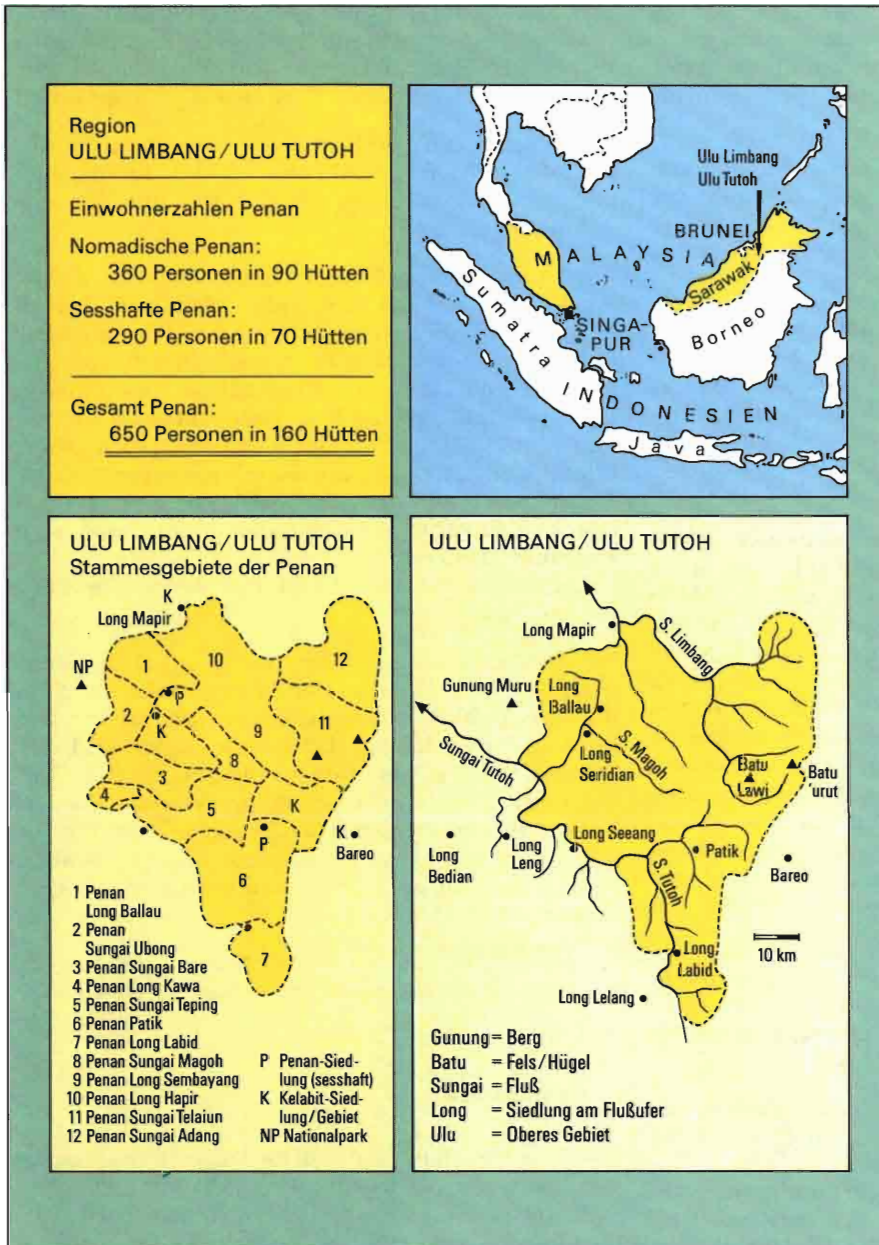 Region
ULU LIMBANG/ULU TUTOH
Einwohnerzahlen Penan
Nomadische Penan:
360 Personen in 90 Hütten
Sesshafte Penan:
290 Personen in 70 Hütten
Gesamt Penan:
650 Personen in 160 Hütten
Ulu Limbang
Ulu Tutoh
BRUNEI
MALAYSIA
Sarawak
SINGA-
PUR
Borneo
Sumatra
INDONESIEN
Java
ULU LIMBANG/ULU TUTOH
Stammesgebiete der Penan
K
Long Mapir
NP
1
10
12
P
2
K
9
11
8
3
4
5
K
P
K
Bareo
6
7
1 Penan
Long Ballau
2 Penan
Sungai Ubong
3 Penan Sungai Bare
4 Penan Long Kawa
5 Penan Sungai Teping
6 Penan Patik
7 Penan Long Labid
8 Penan Sungai Magoh
9 Penan Long Sembayang
10 Penan Long Hapir
11 Penan Sungai Telaiun
12 Penan Sungai Adang
P Penan-Sied-
lung (sesshaft)
K Kelabit-Sied-
lung/Gebiet
NP Nationalpark
ULU LIMBANG/ULU TUTOH
Long Mapir
S. Limbang
Gunung Muru
Long
Ballau
Sungai Tutoh
S. Magoh
Long
Seridian
Batu
Lawi
Batu
'urut
Long
Bedian
Long
Leng
Long Seeang
Patik
S. Tutoh
Bareo
10 km
Long
Labid
Long Lelang
Gunung = Berg
Batu = Fels/Hügel
Sungai = Fluß
Long = Siedlung am Flußufer
Ulu = Oberes Gebiet